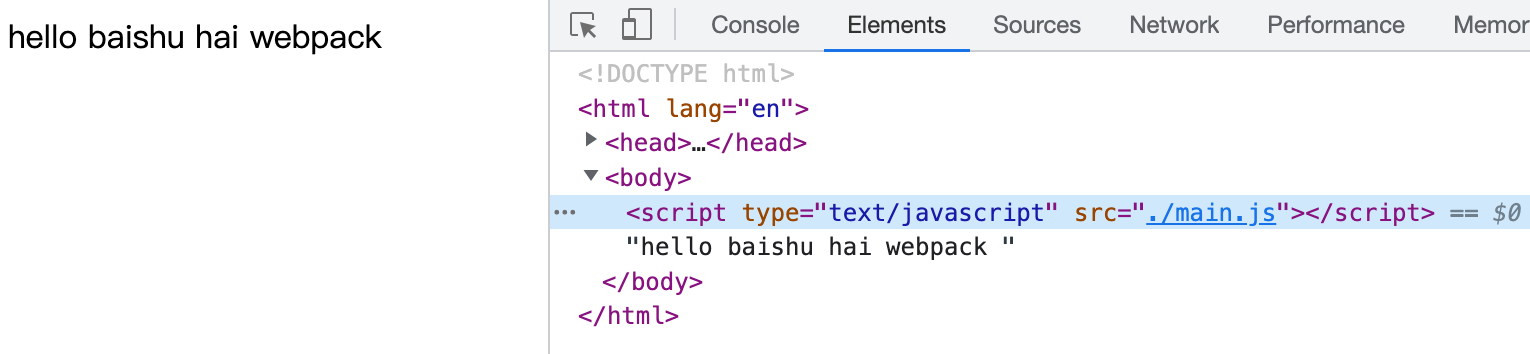 hello baishu hai webpack
Console Elements Sources Network Performance Memor
<!DOCTYPE html>
<html lang="en">
<head>…</head>
<body>
<script type="text/javascript" src="./main.js"></script> == $0
"hello baishu hai webpack "
</body>
</html>